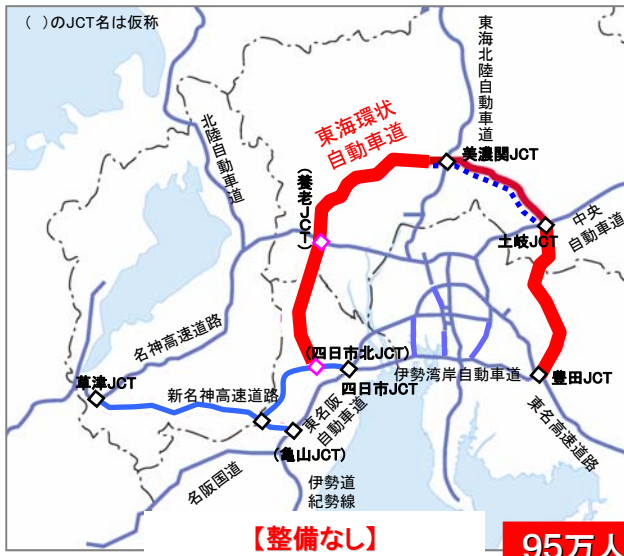 （　）のJCT名は仮称
東海北陸自動車道
北陸自動車道
東海環状
自動車道
美濃関JCT
（養老JCT）
中央
自動車道
土岐JCT
名神高速道路
（四日市北JCT）
四日市JCT
伊勢湾岸自動車道
豊田JCT
草津JCT
新名神高速道路
東名阪
自動車道
東名高速道路
（亀山JCT）
名阪国道
伊勢道
紀勢線
【整備なし】
95万人